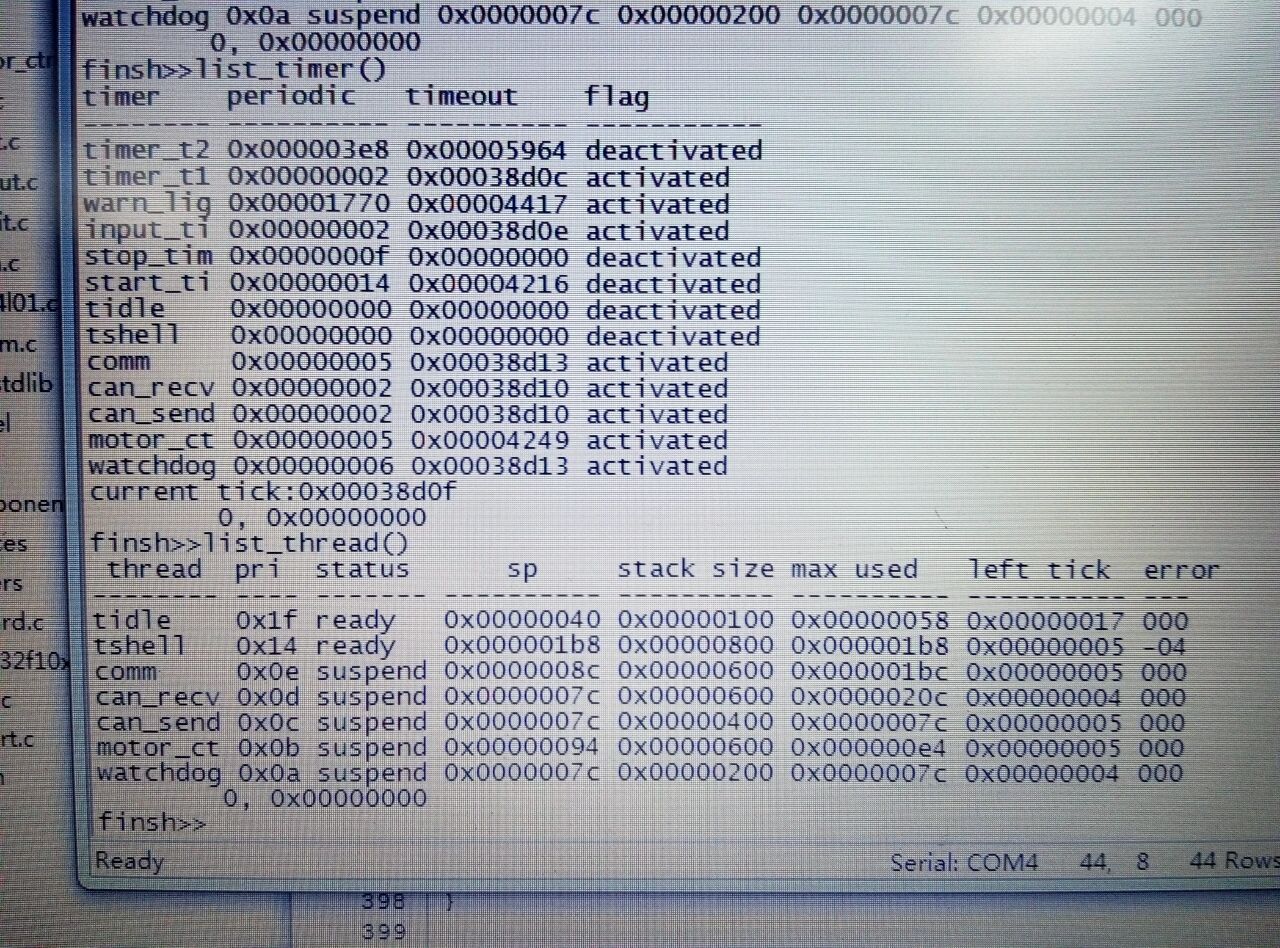 watchdog 0x0a suspend 0x0000007c 0x00000200 0x0000007c 0x00000004 000
0, 0x00000000
finsh>>list_timer()
timer periodic timeout flag
-------- ---------- ---------- -----------
timer_t2 0x000003e8 0x00005964 deactivated
timer_t1 0x00000002 0x00038d0c activated
warn_lig 0x00001770 0x00004417 activated
input_ti 0x00000002 0x00038d0e activated
stop_tim 0x0000000f 0x00000000 deactivated
start_ti 0x00000014 0x00004216 deactivated
tidle 0x00000000 0x00000000 deactivated
tshell 0x00000000 0x00000000 deactivated
comm 0x00000005 0x00038d13 activated
can_recv 0x00000002 0x00038d10 activated
can_send 0x00000002 0x00038d10 activated
motor_ct 0x00000005 0x00004249 activated
watchdog 0x00000006 0x00038d13 activated
current tick:0x00038d0f
0, 0x00000000
finsh>>list_thread()
thread pri status sp stack size max used left tick error
-------- ---- ------- ---------- ---------- ---------- ---------- ---
tidle 0x1f ready 0x00000040 0x00000100 0x00000058 0x00000017 000
tshell 0x14 ready 0x000001b8 0x00000800 0x000001b8 0x00000005 -04
comm 0x0e suspend 0x0000008c 0x00000600 0x000001bc 0x00000005 000
can_recv 0x0d suspend 0x0000007c 0x00000600 0x0000020c 0x00000004 000
can_send 0x0c suspend 0x0000007c 0x00000400 0x0000007c 0x00000005 000
motor_ct 0x0b suspend 0x00000094 0x00000600 0x000000e4 0x00000005 000
watchdog 0x0a suspend 0x0000007c 0x00000200 0x0000007c 0x00000004 000
0, 0x00000000
finsh>>
Ready Serial: COM4 44, 8 44 Rows
398 }
399
or_ctr
.c
ut.c
it.c
.c
4l01.c
m.c
stdlib
el
ponen
tes
ers
rd.c
32f10x
c
rt.c